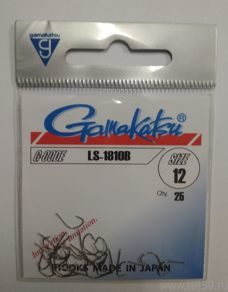 gamakatsu
Gamakatsu®
G-CODE LS-1810B SIZE
12
QTY. 25
HOOKS MADE IN JAPAN